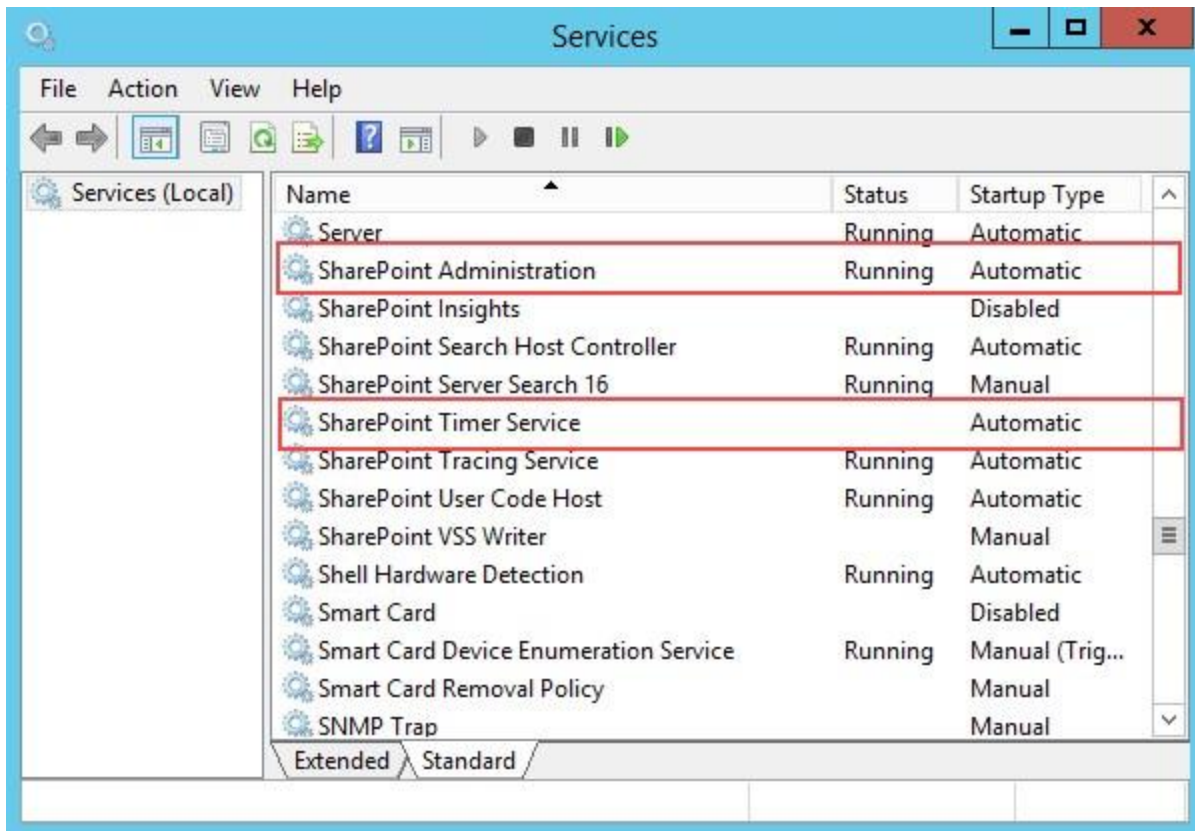 Services
File Action View Help
Services (Local)
Name Status Startup Type
Server Running Automatic
SharePoint Administration Running Automatic
SharePoint Insights Disabled
SharePoint Search Host Controller Running Automatic
SharePoint Server Search 16 Running Manual
SharePoint Timer Service Automatic
SharePoint Tracing Service Running Automatic
SharePoint User Code Host Running Automatic
SharePoint VSS Writer Manual
Shell Hardware Detection Running Automatic
Smart Card Disabled
Smart Card Device Enumeration Service Running Manual (Trig...
Smart Card Removal Policy Manual
SNMP Trap Manual
Extended Standard